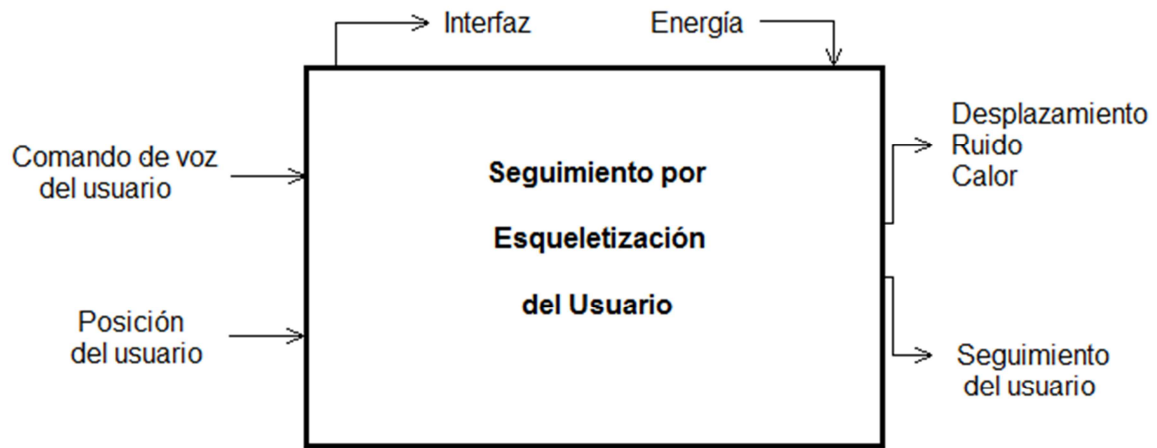 Interfaz
Energía
Comando de voz
del usuario
Posición
del usuario
Seguimiento por
Esqueletización
del Usuario
Desplazamiento
Ruido
Calor
Seguimiento
del usuario